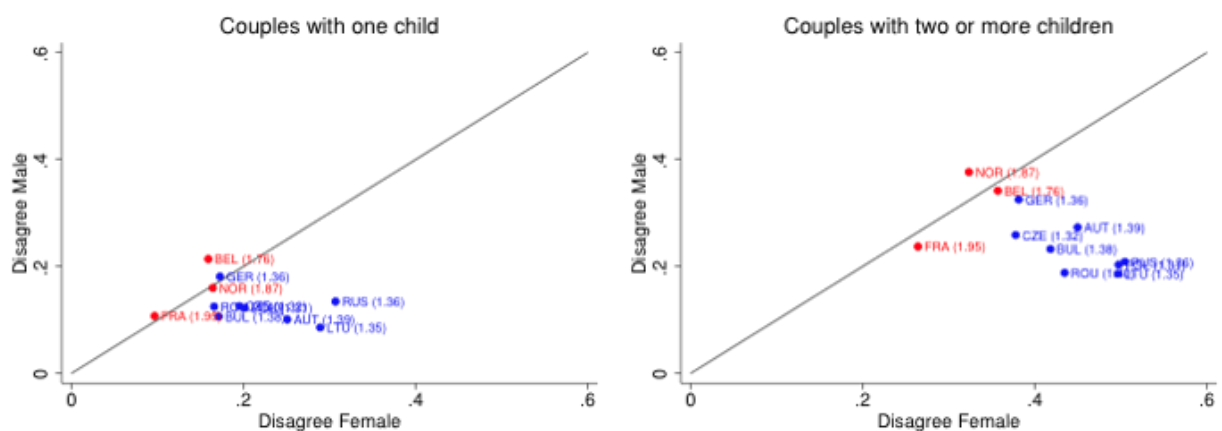 Couples with one child
Disagree Male
.6
.4
.2
0
BEL (1.76)
GER (1.36)
NOR (1.87)
RUS (1.36)
FRA (1.95)
BUL (1.38)
AUT (1.39)
LTU (1.35)
0 .2 .4 .6
Disagree Female
Couples with two or more children
Disagree Male
.6
.4
.2
0
NOR (1.87)
BEL (1.76)
GER (1.36)
AUT (1.39)
CZE (1.32)
BUL (1.38)
FRA (1.95)
ROU
LTU (1.35)
0 .2 .4 .6
Disagree Female